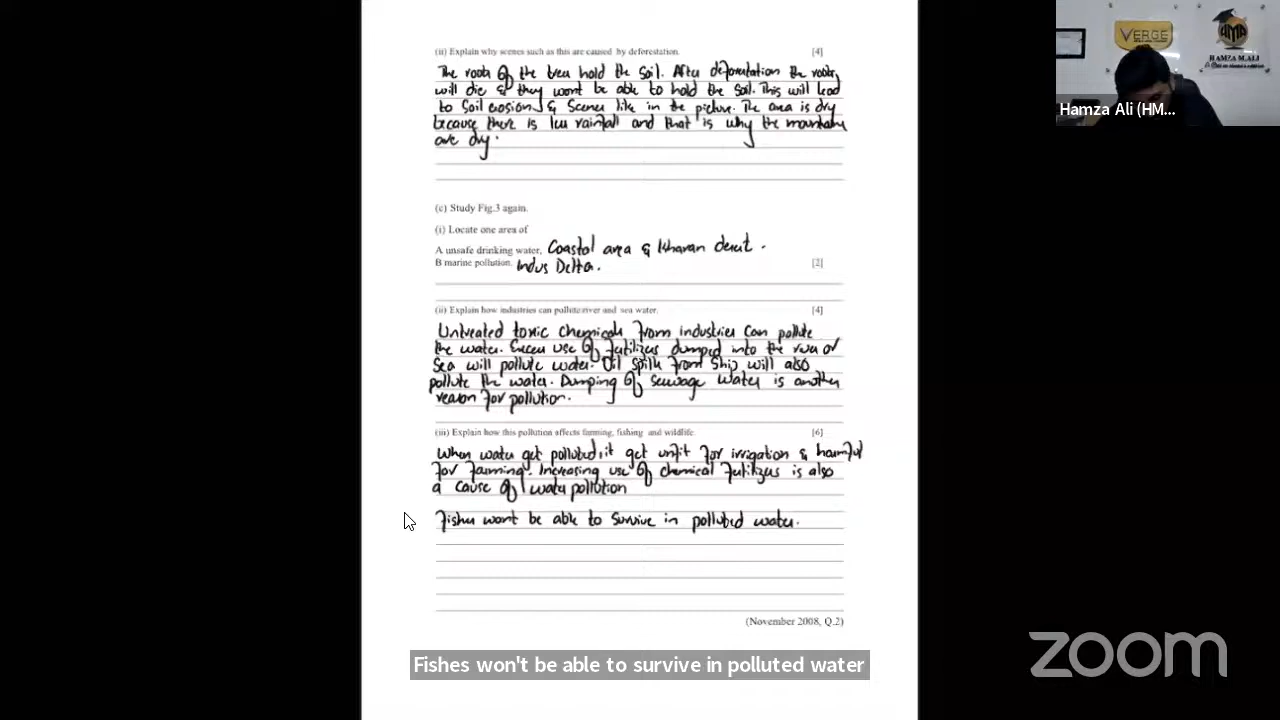 (ii) Explain why scenes such as this are caused by deforestation. [4]
The roots of the trees hold the soil. After deforestation the roots
will die & they wont be able to hold the soil. This will lead
to soil erosion & scenes like in the picture. The area is dry
because there is less rainfall and that is why the mountains
are dry.
(c) Study Fig.3 again.
(i) Locate one area of
A unsafe drinking water, Coastal area & Kharan desert.
B marine pollution. Indus Delta. [2]
(ii) Explain how industries can pollute river and sea water. [4]
Untreated toxic chemicals from industries can pollute
the water. Excess use of fertilizers dumped into the river or
sea will pollute water. Oil spills from ship will also
pollute the water. Dumping of sewage water is another
reason for pollution.
(iii) Explain how this pollution affects farming, fishing and wildlife. [6]
When water get polluted, it get unfit for irrigation & harmful
for farming. Increasing use of chemical fertilizers is also
a cause of water pollution
Fishes wont be able to survive in polluted water.
(November 2008, Q.2)
Fishes won't be able to survive in polluted water
VERGE
HMA
HAMZA M.ALI
Hamza Ali (HM...
zoom